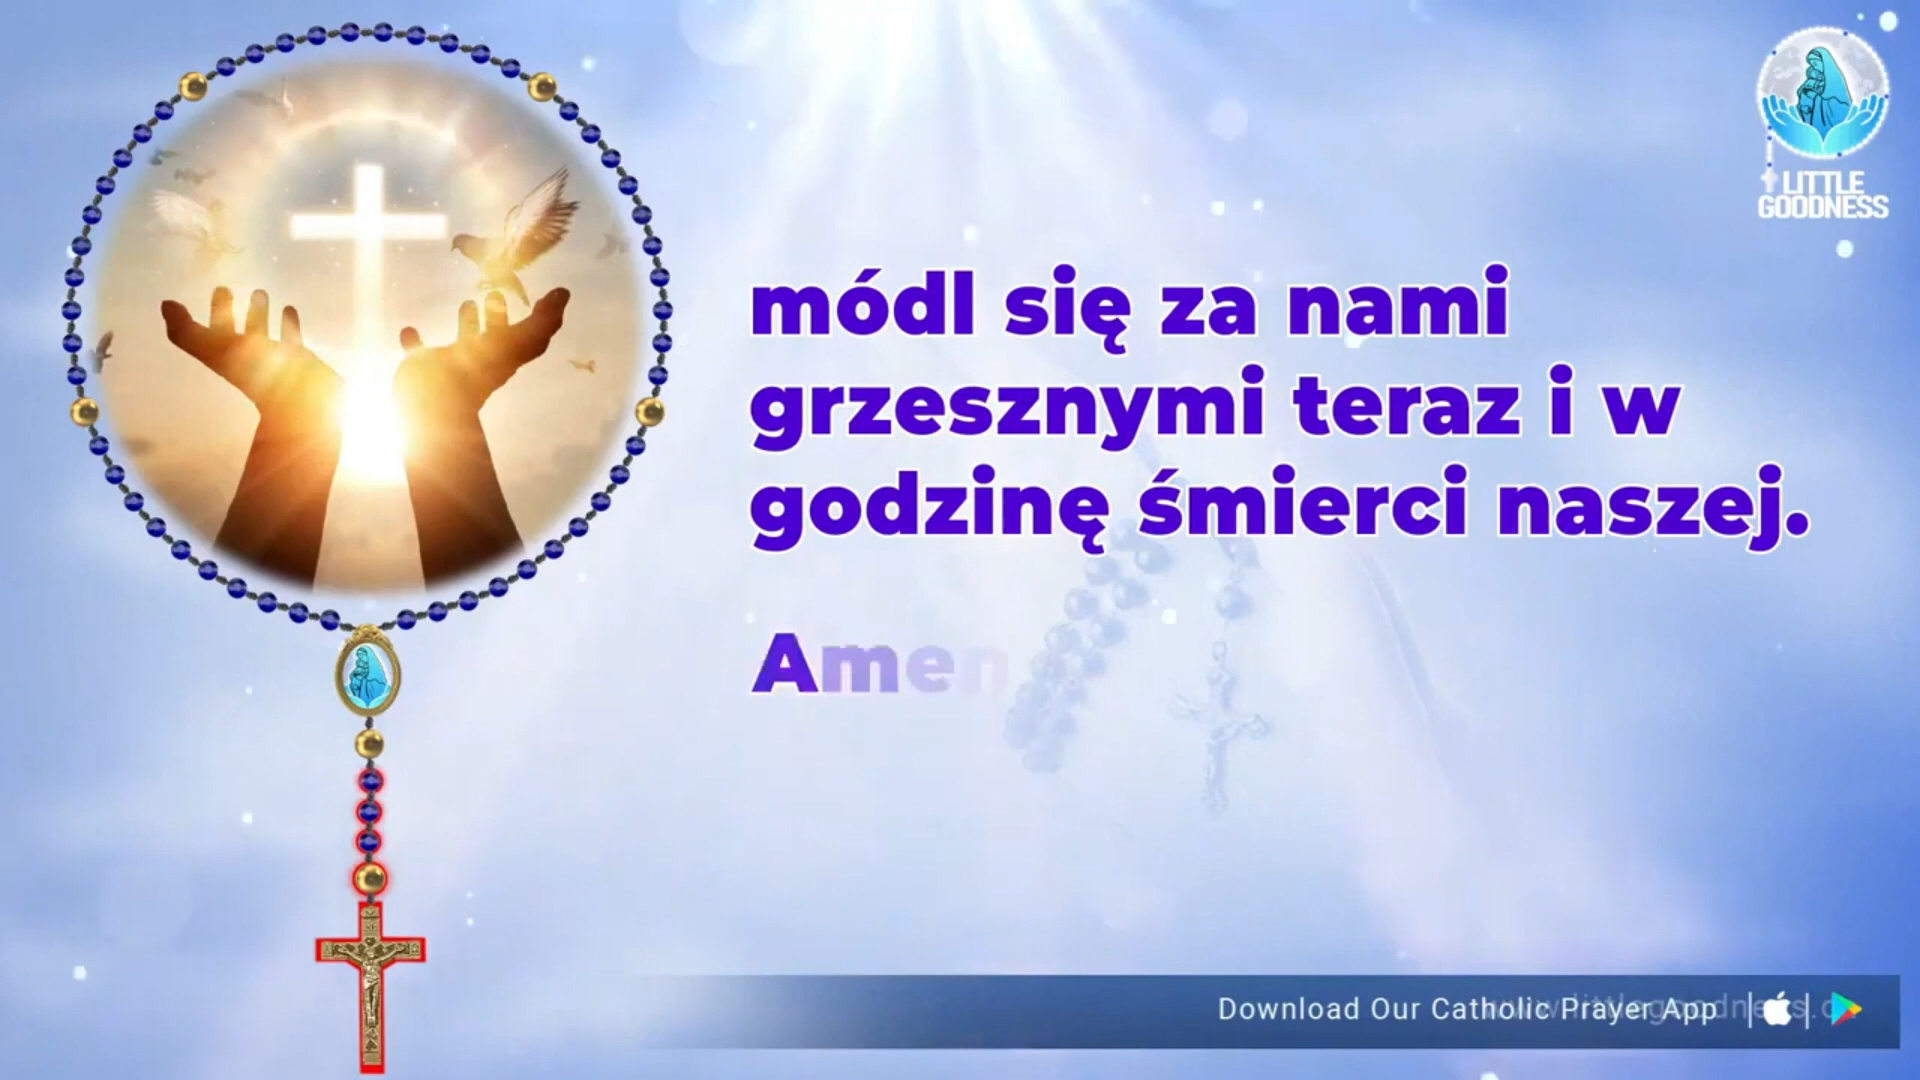 LITTLE
GOODNESS
módl się za nami
grzesznymi teraz i w
godzinę śmierci naszej.
Amen
Download Our Catholic Prayer App